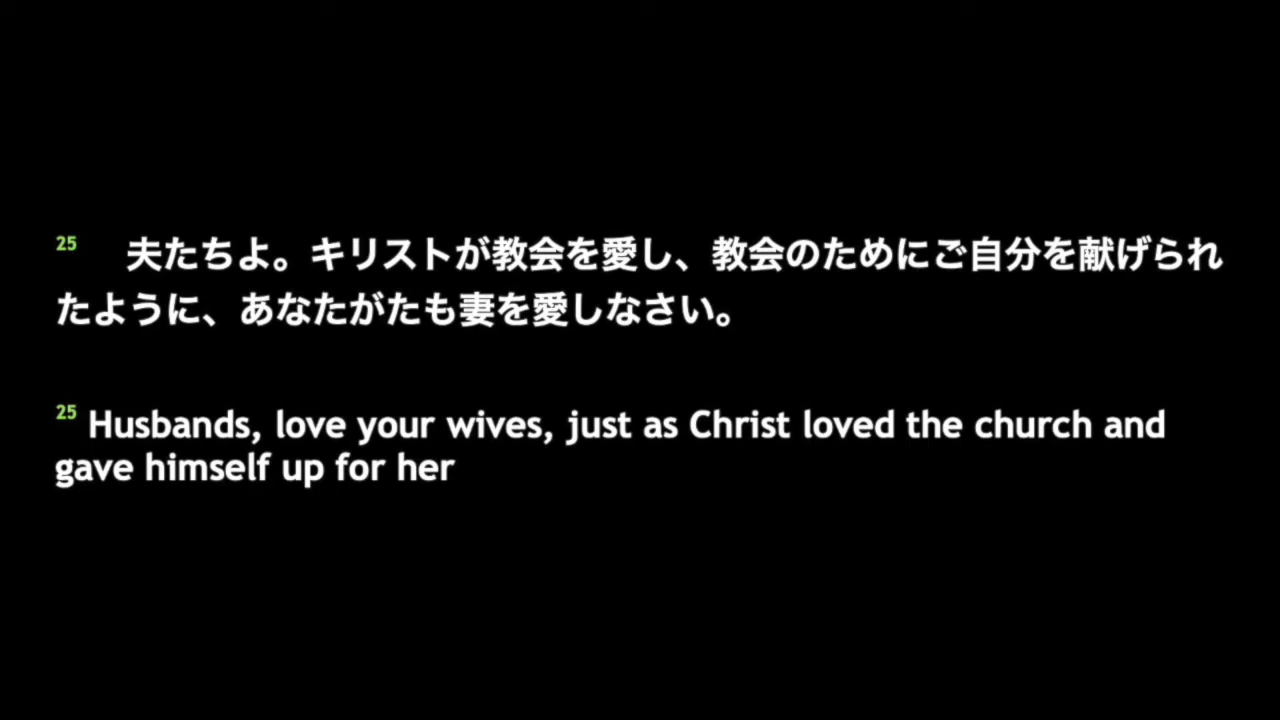 25 夫たちよ。キリストが教会を愛し、教会のためにご自分を献げられ
たように、あなたがたも妻を愛しなさい。
25 Husbands, love your wives, just as Christ loved the church and
gave himself up for her